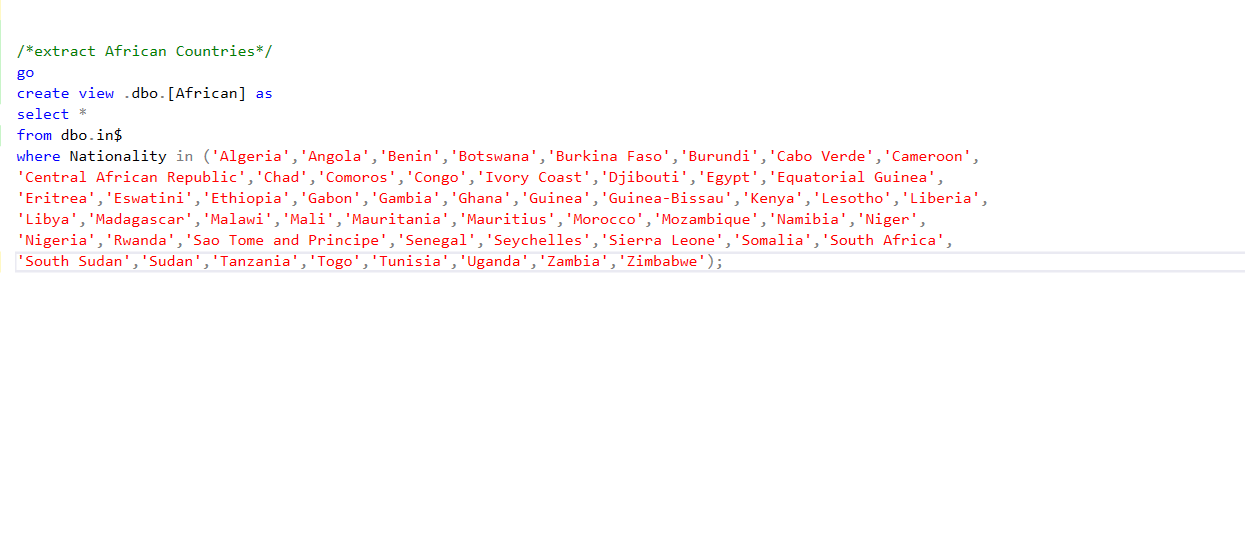 /*extract African Countries*/
go
create view .dbo.[African] as
select *
from dbo.in$
where Nationality in ('Algeria','Angola','Benin','Botswana','Burkina Faso','Burundi','Cabo Verde','Cameroon',
'Central African Republic','Chad','Comoros','Congo','Ivory Coast','Djibouti','Egypt','Equatorial Guinea',
'Eritrea','Eswatini','Ethiopia','Gabon','Gambia','Ghana','Guinea','Guinea-Bissau','Kenya','Lesotho','Liberia',
'Libya','Madagascar','Malawi','Mali','Mauritania','Mauritius','Morocco','Mozambique','Namibia','Niger',
'Nigeria','Rwanda','Sao Tome and Principe','Senegal','Seychelles','Sierra Leone','Somalia','South Africa',
'South Sudan','Sudan','Tanzania','Togo','Tunisia','Uganda','Zambia','Zimbabwe');